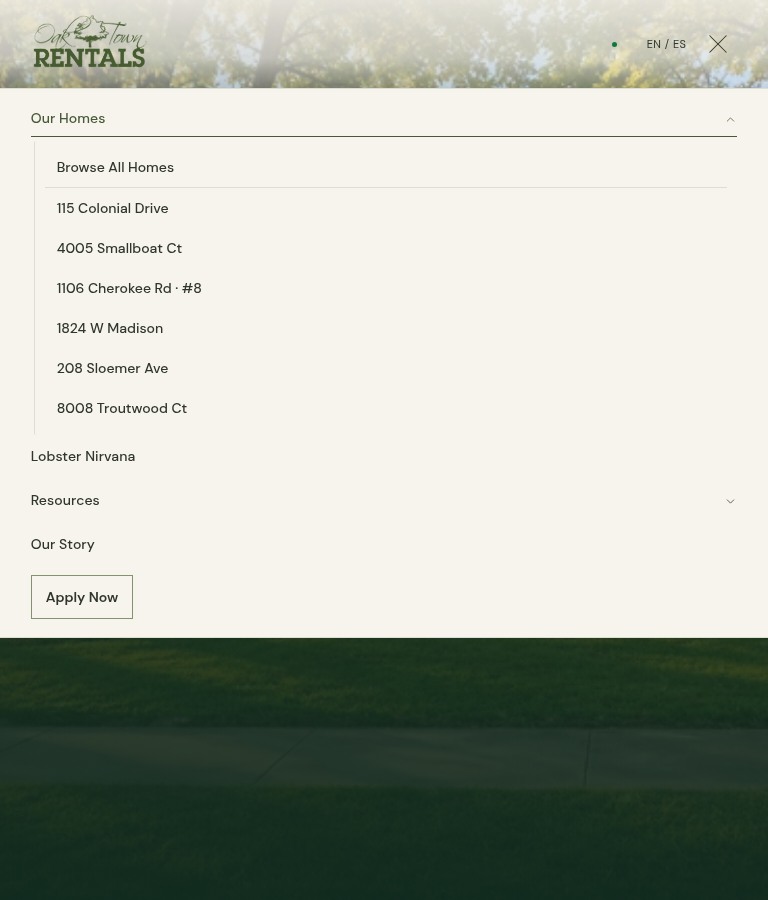 Oak Town
RENTALS
EN / ES
Our Homes
Browse All Homes
115 Colonial Drive
4005 Smallboat Ct
1106 Cherokee Rd · #8
1824 W Madison
208 Sloemer Ave
8008 Troutwood Ct
Lobster Nirvana
Resources
Our Story
Apply Now